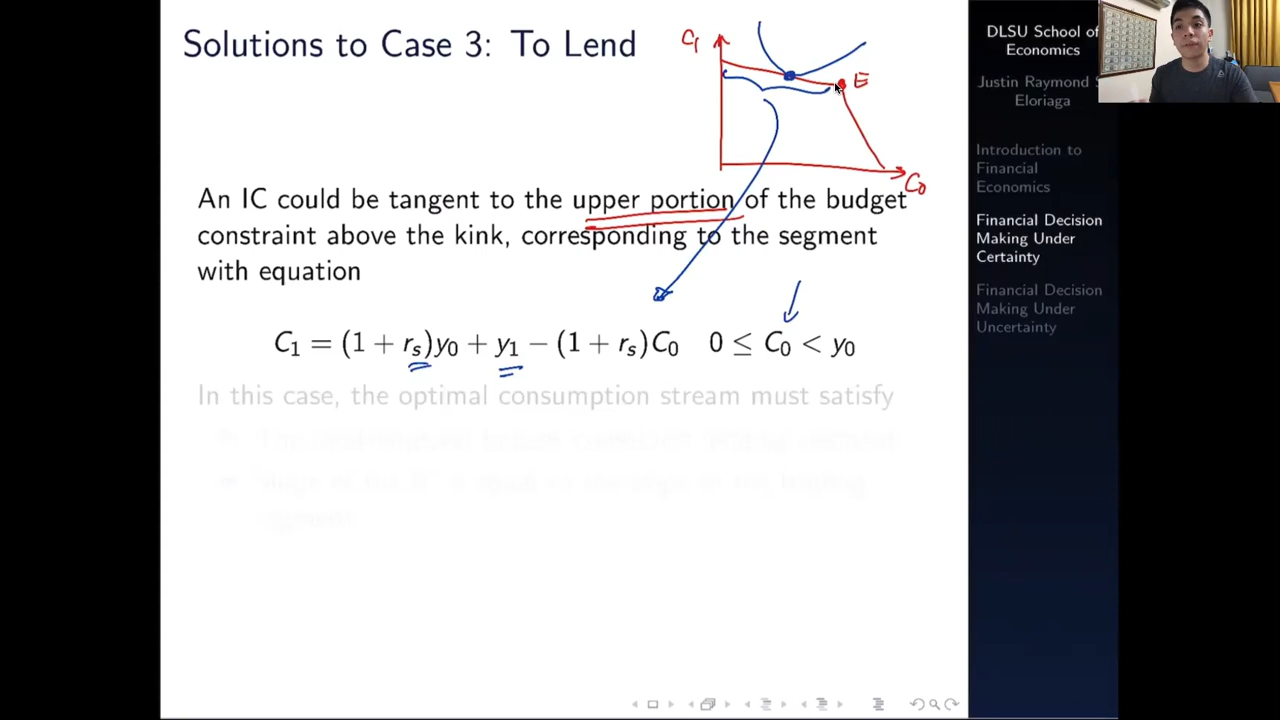 Solutions to Case 3: To Lend
C1
E
C0
An IC could be tangent to the upper portion of the budget
constraint above the kink, corresponding to the segment
with equation
C₁ = (1 + rₛ)y₀ + y₁ − (1 + rₛ)C₀ 0 ≤ C₀ < y₀
In this case, the optimal consumption stream must satisfy
DLSU School of
Economics
Justin Raymond S.
Eloriaga
Introduction to
Financial
Economics
Financial Decision
Making Under
Certainty
Financial Decision
Making Under
Uncertainty